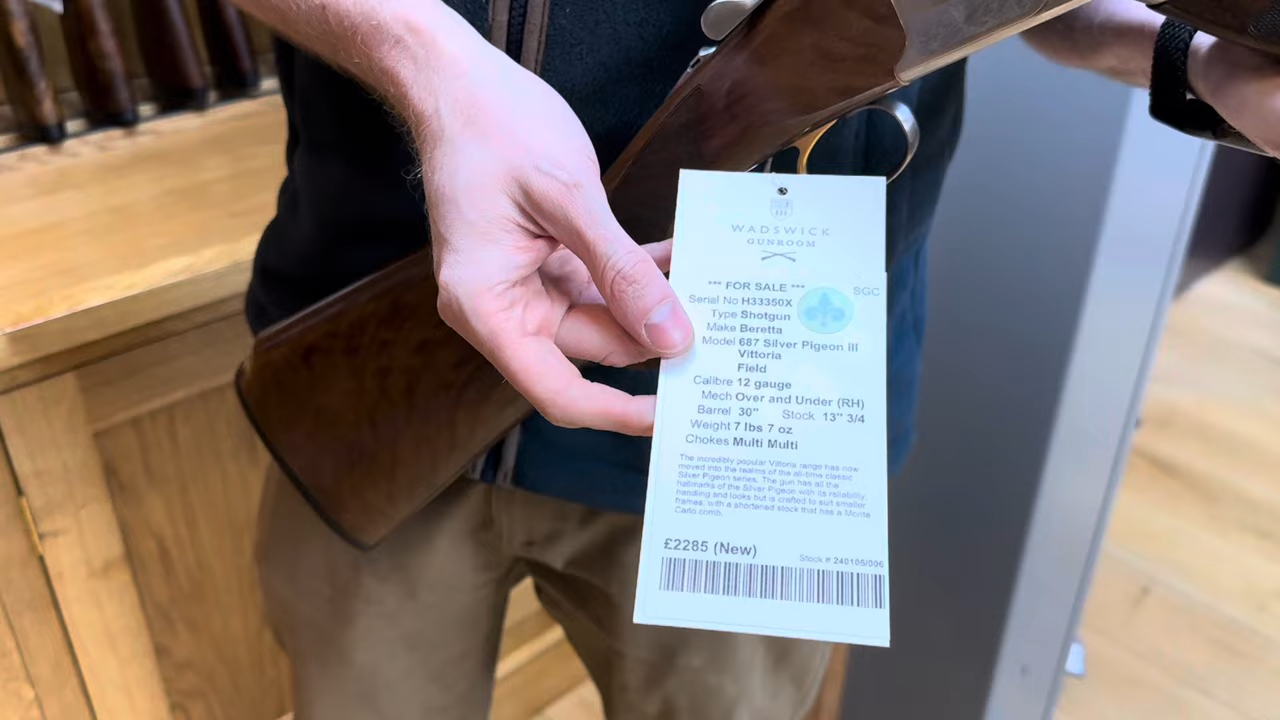 WADSWICK
GUNROOM
*** FOR SALE ***
SGC
Serial No H33350X
Type Shotgun
Make Beretta
Model 687 Silver Pigeon III
Vittoria
Field
Calibre 12 gauge
Mech Over and Under (RH)
Barrel 30" Stock 13" 3/4
Weight 7 lbs 7 oz
Chokes Multi Multi
The incredibly popular Vittoria range has now
moved into the realms of the all-time classic
Silver Pigeon series. The gun has all the
hallmarks of the Silver Pigeon with its reliability,
handling and looks but is crafted to suit smaller
frames, with a shortened stock that has a Monte
Carlo comb.
£2285 (New)
Stock # 240105/006